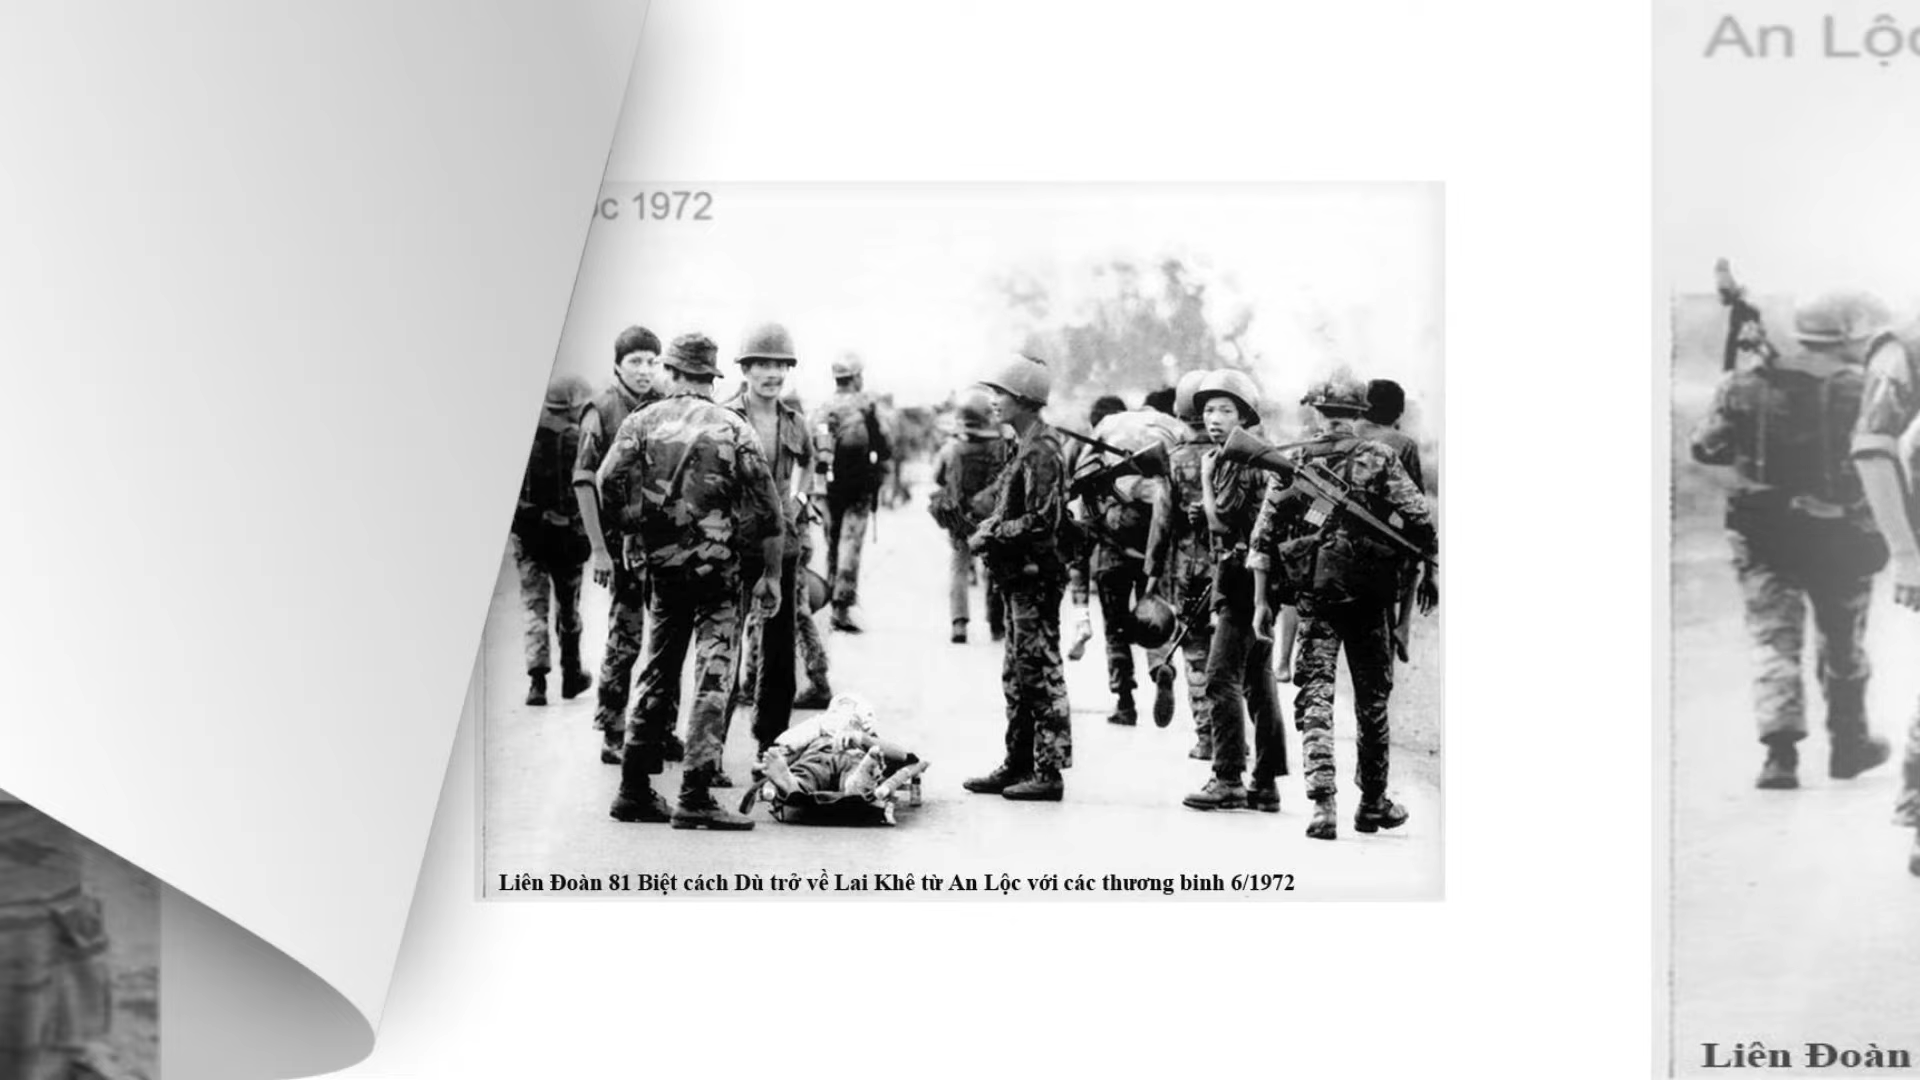 ộc 1972
Liên Đoàn 81 Biệt cách Dù trở về Lai Khê từ An Lộc với các thương binh 6/1972
An Lộc
Liên Đoàn